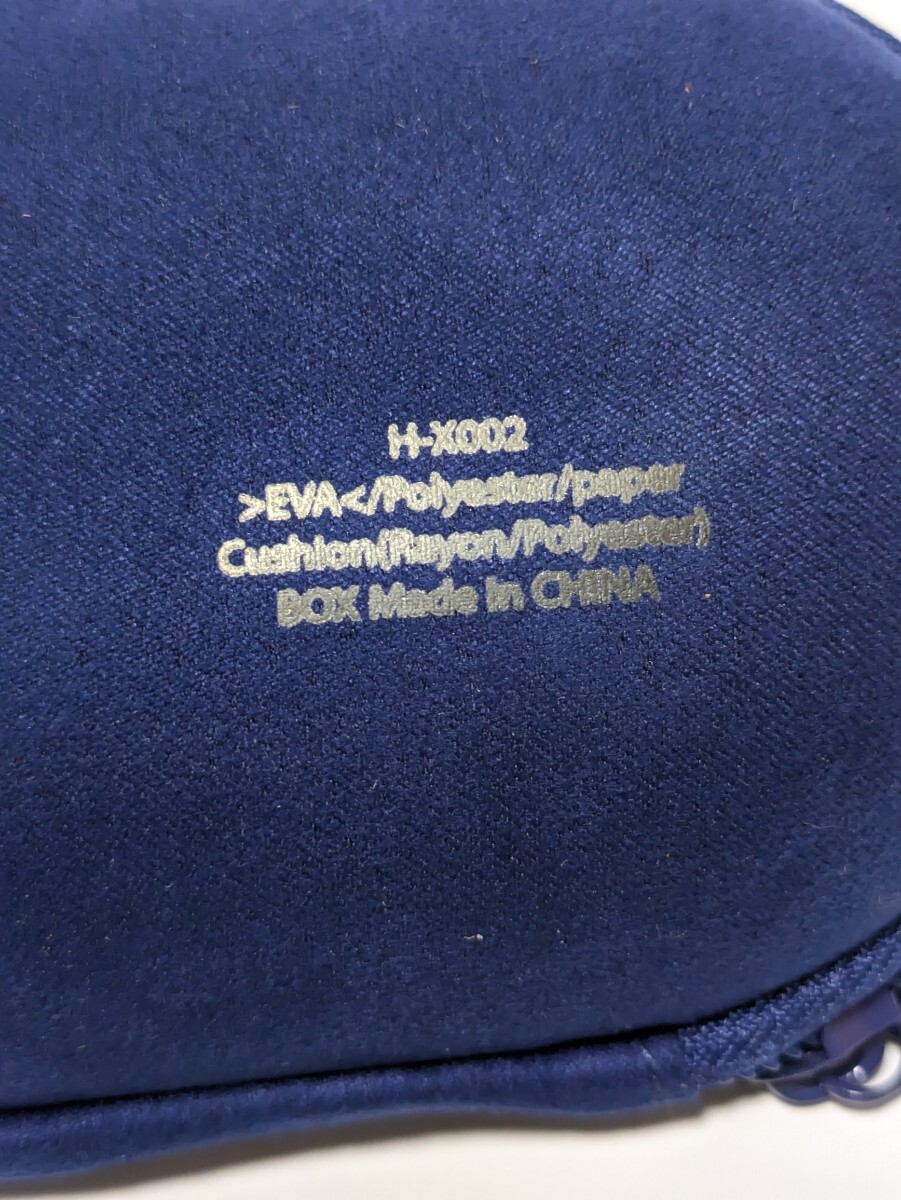 H-X002
>EVA</Polyester/paper
Cushion(Rayon/Polyester)
BOX Made in CHINA